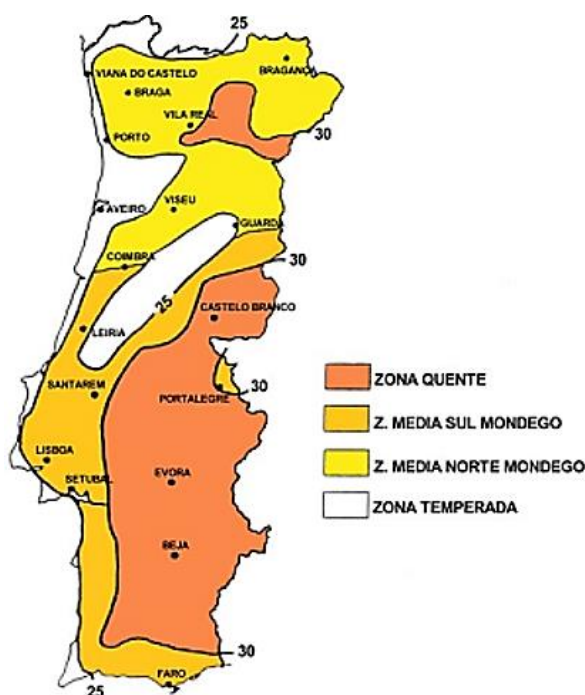 25
BRAGANÇA
VIANA DO CASTELO
BRAGA
VILA REAL
30
PORTO
AVEIRO
VISEU
GUARDA
COIMBRA
30
25
CASTELO BRANCO
LEIRIA
ZONA QUENTE
30
SANTAREM
PORTALEGRE
Z. MEDIA SUL MONDEGO
LISBOA
Z. MEDIA NORTE MONDEGO
SETUBAL
EVORA
ZONA TEMPERADA
BEJA
30
FARO
25